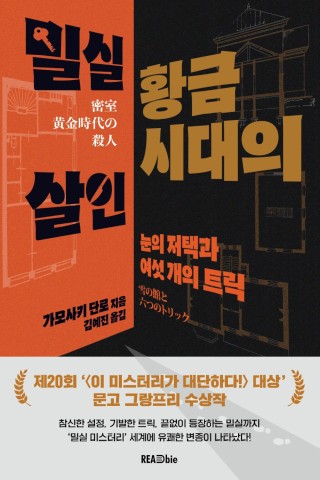 밀실
황금
시대의
살인
密室
黄金時代の
殺人
눈의 저택과
여섯 개의 트릭
雪の館と
六つのトリック
가모사키 단로 지음
김예진 옮김
제20회 ‘〈이 미스터리가 대단하다!〉 대상’
문고 그랑프리 수상작
참신한 설정, 기발한 트릭, 끝없이 등장하는 밀실까지
‘밀실 미스터리’ 세계에 유쾌한 변종이 나타났다!
READbie